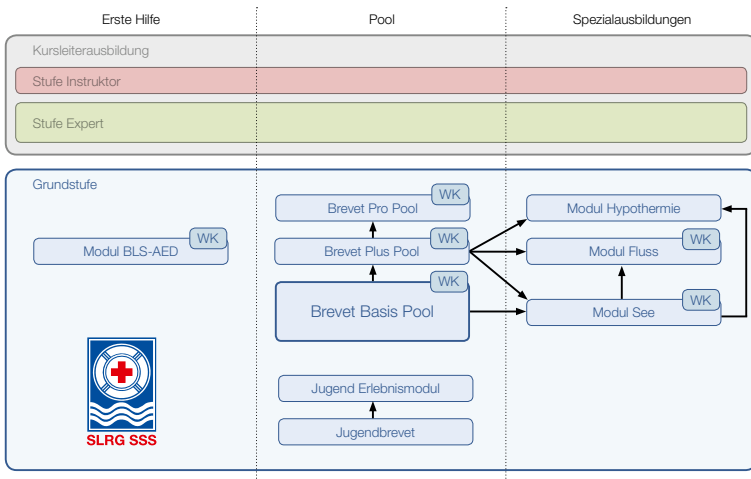 Erste Hilfe
Pool
Spezialausbildungen
Kursleiterausbildung
Stufe Instruktor
Stufe Expert
Grundstufe
WK
Brevet Pro Pool
Modul Hypothermie
WK
Modul BLS-AED
WK
Brevet Plus Pool
WK
Modul Fluss
WK
Brevet Basis Pool
WK
Modul See
Jugend Erlebnismodul
Jugendbrevet
SLRG SSS